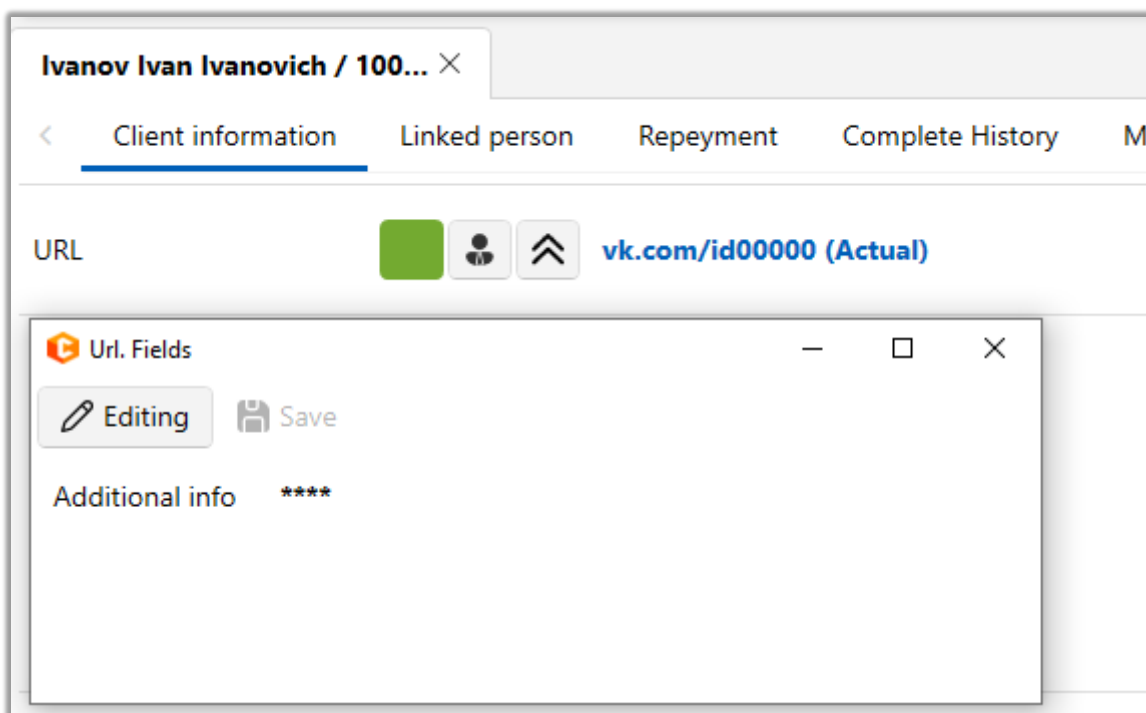 Ivanov Ivan Ivanovich / 100...
Client information Linked person Repeyment Complete History M
URL vk.com/id00000 (Actual)
Url. Fields
Editing Save
Additional info ****